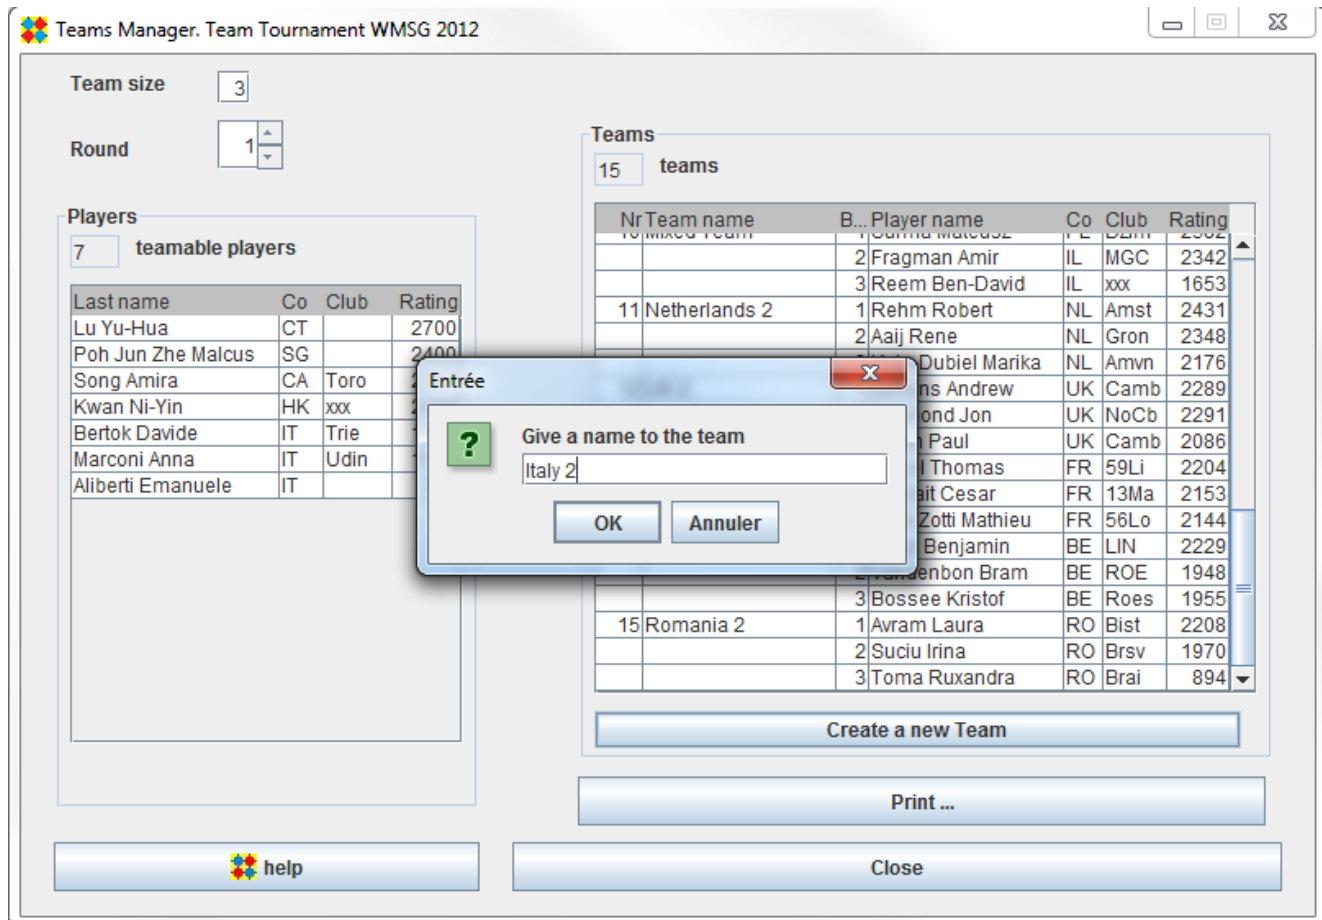 Teams Manager. Team Tournament WMSG 2012
Team size 3
Round 1
Players
7 teamable players
Last name Co Club Rating
Lu Yu-Hua CT 2700
Poh Jun Zhe Malcus SG 2400
Song Amira CA Toro
Kwan Ni-Yin HK xxx
Bertok Davide IT Trie
Marconi Anna IT Udin
Aliberti Emanuele IT
Teams
15 teams
Nr Team name B... Player name Co Club Rating
2 Fragman Amir IL MGC 2342
3 Reem Ben-David IL xxx 1653
11 Netherlands 2 1 Rehm Robert NL Amst 2431
2 Aaij Rene NL Gron 2348
Dubiel Marika NL Amvn 2176
Andrew UK Camb 2289
Jon UK NoCb 2291
Paul UK Camb 2086
Thomas FR 59Li 2204
Cesar FR 13Ma 2153
Zotti Mathieu FR 56Lo 2144
Benjamin BE LIN 2229
Bram BE ROE 1948
3 Bossee Kristof BE Roes 1955
15 Romania 2 1 Avram Laura RO Bist 2208
2 Suciu Irina RO Brsv 1970
3 Toma Ruxandra RO Brai 894
Create a new Team
Print ...
help
Close
Entrée
Give a name to the team
Italy 2
OK Annuler